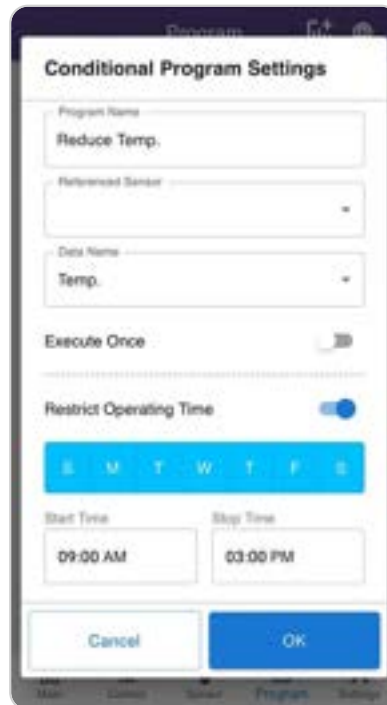 Program
Conditional Program Settings
Program Name
Reduce Temp.
Referenced Sensor
Data Name
Temp.
Execute Once
Restrict Operating Time
S M T W T F S
Start Time Stop Time
09:00 AM 03:00 PM
Cancel OK
Main Control Sensor Program Settings